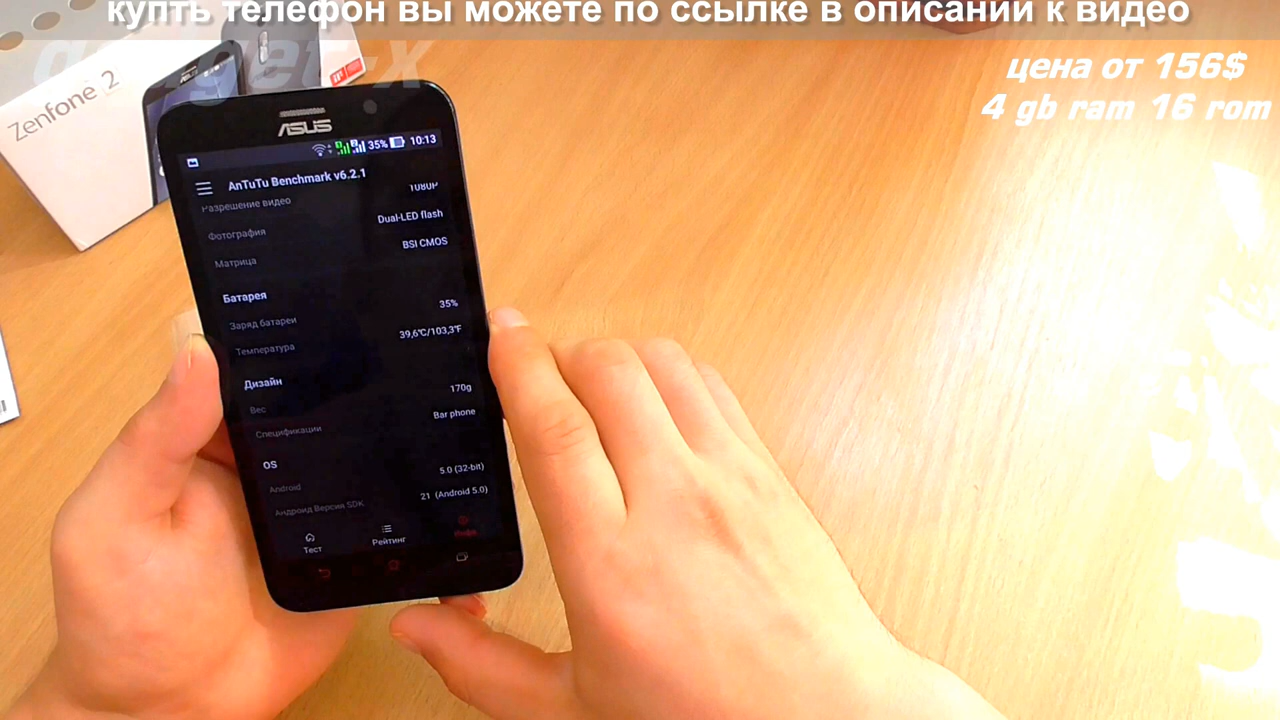 купть телефон вы можете по ссылке в описании к видео
gadget-x
цена от 156$
4 gb ram 16 rom
Zenfone 2
ASUS
35% 10:13
AnTuTu Benchmark v6.2.1
Разрешение видео 1080P
Фотография Dual-LED flash
Матрица BSI CMOS
Батарея
Заряд батареи 35%
Температура 39,6°C/103,3°F
Дизайн
Вес 170g
Спецификации Bar phone
OS
Android 5.0 (32-bit)
Андроид Версия SDK 21 (Android 5.0)
Тест Рейтинг Инфо